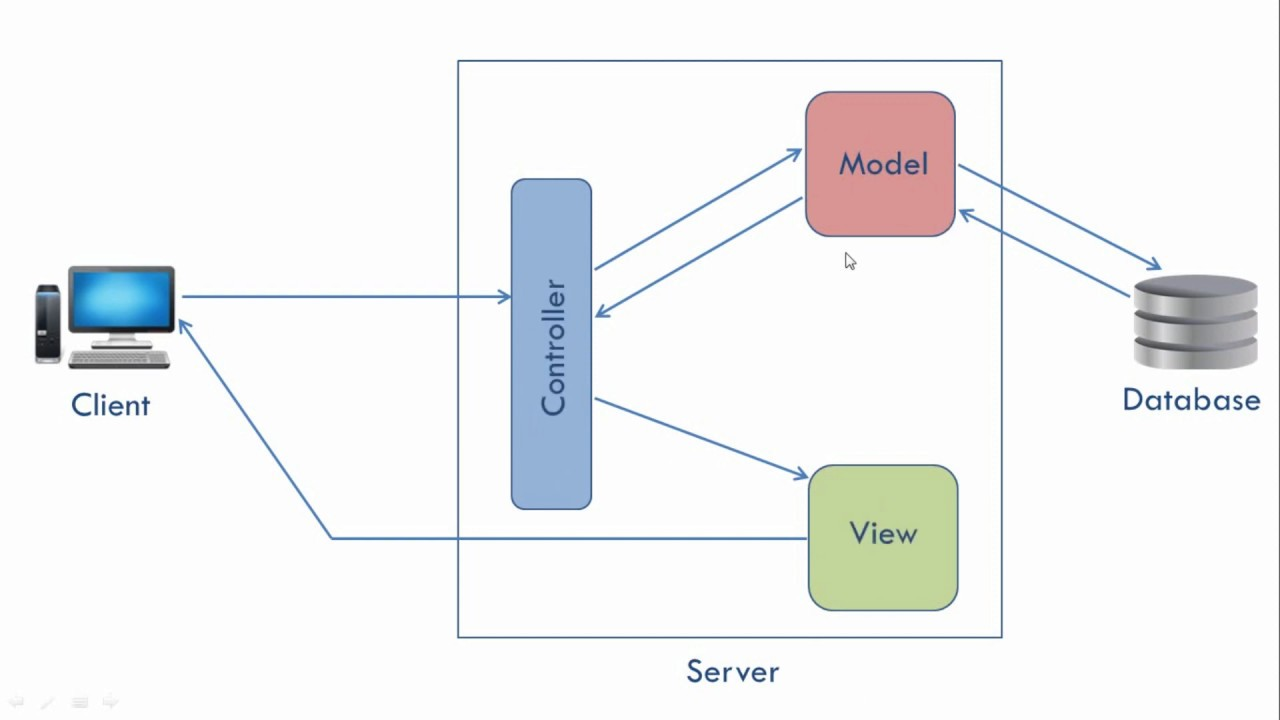 Model
Controller
Client
Database
View
Server